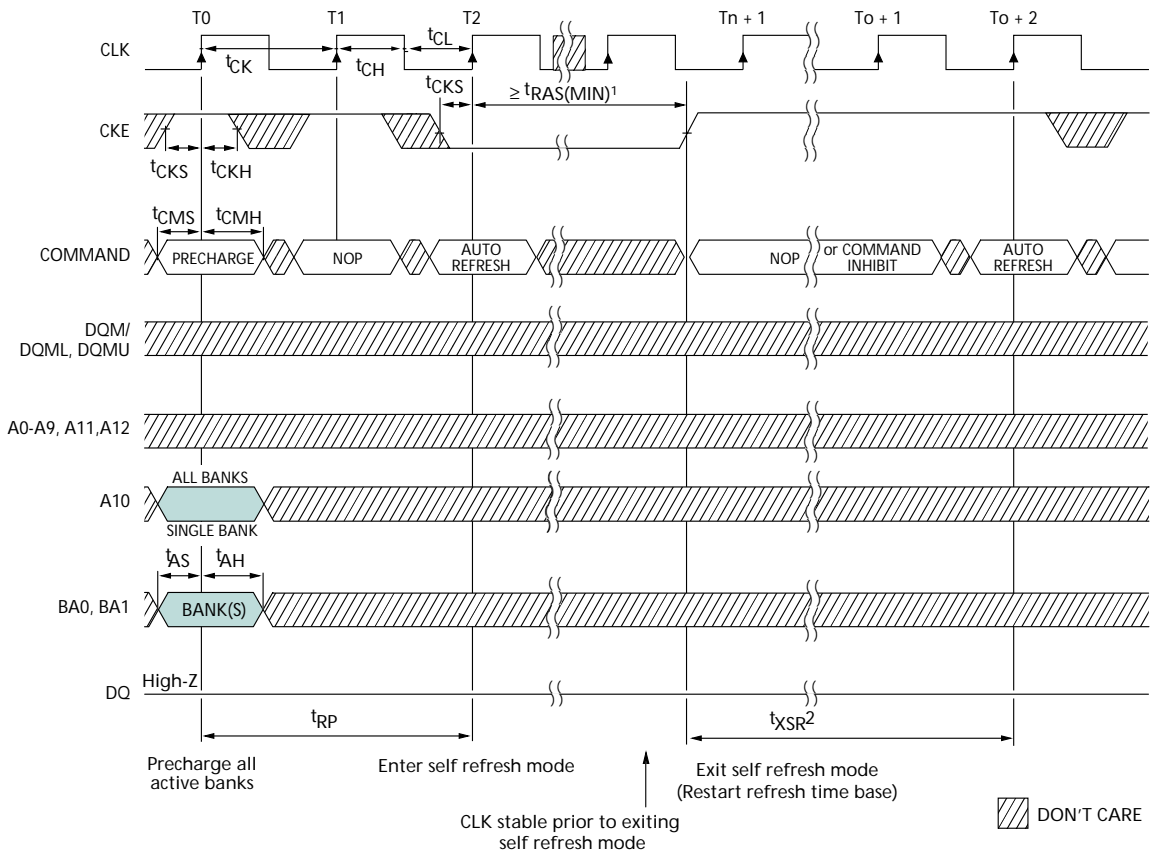 T0 T1 T2 Tn + 1 To + 1 To + 2
CLK
tCK tCH tCL
tCKS ≥ tRAS(MIN)1
CKE
tCKS tCKH
tCMS tCMH
COMMAND PRECHARGE NOP AUTO REFRESH NOP or COMMAND INHIBIT AUTO REFRESH
DQM/
DQML, DQMU
A0-A9, A11,A12
ALL BANKS
A10
SINGLE BANK
tAS tAH
BA0, BA1 BANK(S)
High-Z
DQ
tRP tXSR2
Precharge all
active banks
Enter self refresh mode
CLK stable prior to exiting
self refresh mode
Exit self refresh mode
(Restart refresh time base)
DON'T CARE